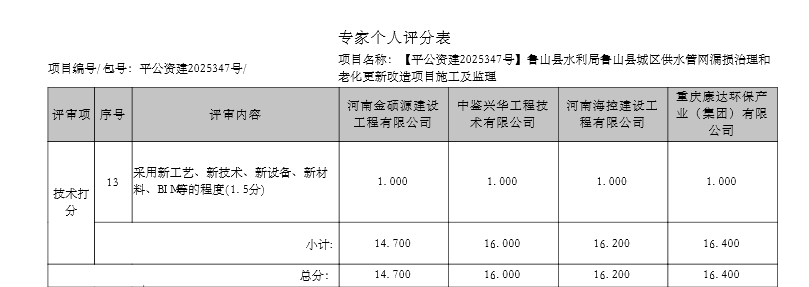 专家个人评分表
项目编号/包号：平公资建2025347号/
项目名称：【平公资建2025347号】鲁山县水利局鲁山县城区供水管网漏损治理和
老化更新改造项目施工及监理
评审项 序号 评审内容 河南金硕源建设
工程有限公司 中鉴兴华工程技
术有限公司 河南海控建设工
程有限公司 重庆康达环保产
业（集团）有限
公司
技术打
分
13
采用新工艺、新技术、新设备、新材
料、BIM等的程度(1.5分)
1.000 1.000 1.000 1.000
小计: 14.700 16.000 16.200 16.400
总分: 14.700 16.000 16.200 16.400